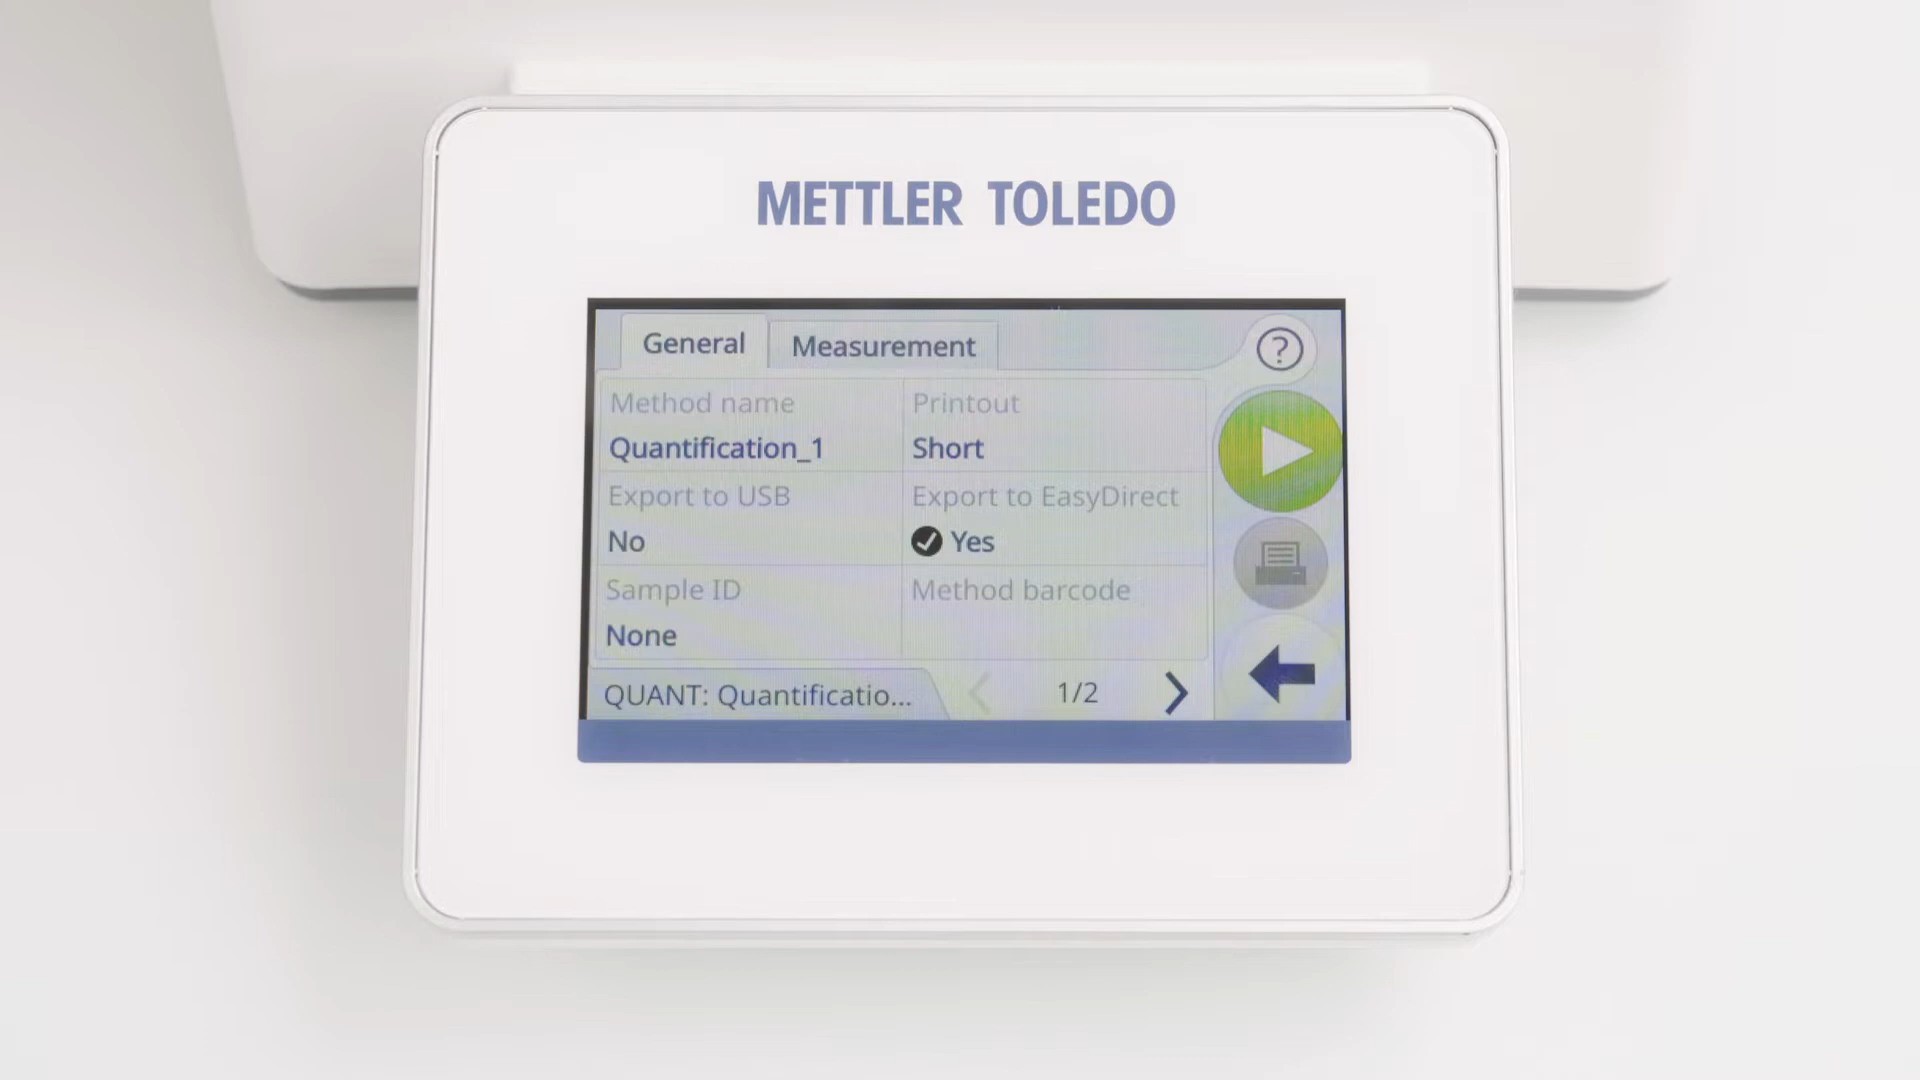 METTLER TOLEDO
General Measurement ?
Method name Printout
Quantification_1 Short
Export to USB Export to EasyDirect
No Yes
Sample ID Method barcode
None
QUANT: Quantificatio... 1/2